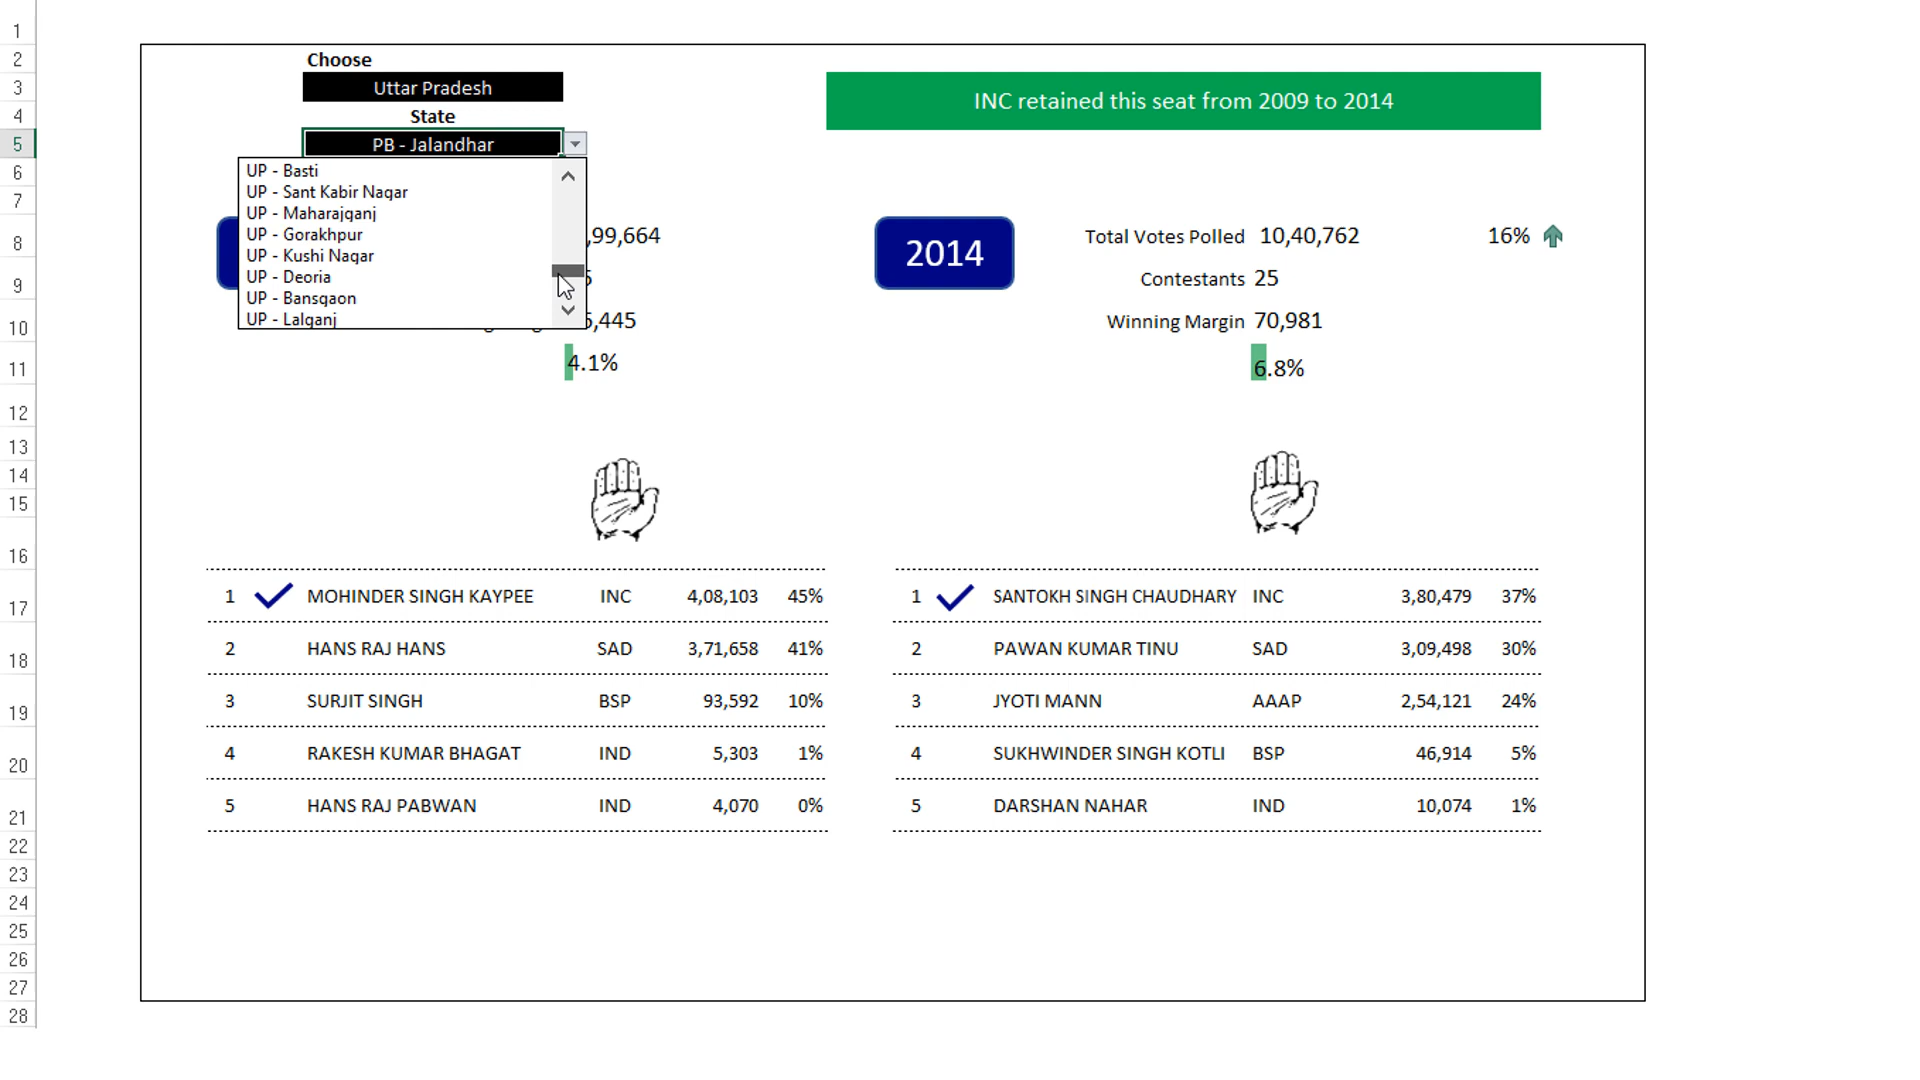 1
2
3
4
5
6
7
8
9
10
11
12
13
14
15
16
17
18
19
20
21
22
23
24
25
26
27
28
Choose
Uttar Pradesh
State
PB - Jalandhar
INC retained this seat from 2009 to 2014
UP - Basti
UP - Sant Kabir Nagar
UP - Maharajganj
UP - Gorakhpur
UP - Kushi Nagar
UP - Deoria
UP - Bansgaon
UP - Lalganj
,99,664
,445
4.1%
2014
Total Votes Polled 10,40,762 16%
Contestants 25
Winning Margin 70,981
6.8%
1 MOHINDER SINGH KAYPEE INC 4,08,103 45%
2 HANS RAJ HANS SAD 3,71,658 41%
3 SURJIT SINGH BSP 93,592 10%
4 RAKESH KUMAR BHAGAT IND 5,303 1%
5 HANS RAJ PABWAN IND 4,070 0%
1 SANTOKH SINGH CHAUDHARY INC 3,80,479 37%
2 PAWAN KUMAR TINU SAD 3,09,498 30%
3 JYOTI MANN AAAP 2,54,121 24%
4 SUKHWINDER SINGH KOTLI BSP 46,914 5%
5 DARSHAN NAHAR IND 10,074 1%